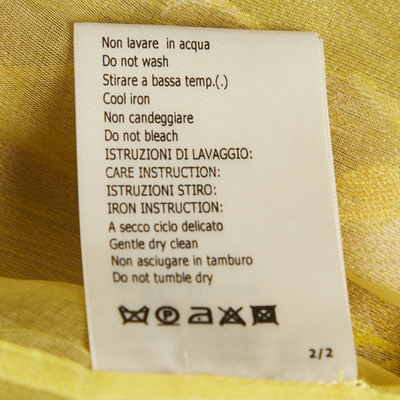 Non lavare in acqua
Do not wash
Stirare a bassa temp.(.)
Cool iron
Non candeggiare
Do not bleach
ISTRUZIONI DI LAVAGGIO:
CARE INSTRUCTION:
ISTRUZIONI STIRO:
IRON INSTRUCTION:
A secco ciclo delicato
Gentle dry clean
Non asciugare in tamburo
Do not tumble dry
P
2/2